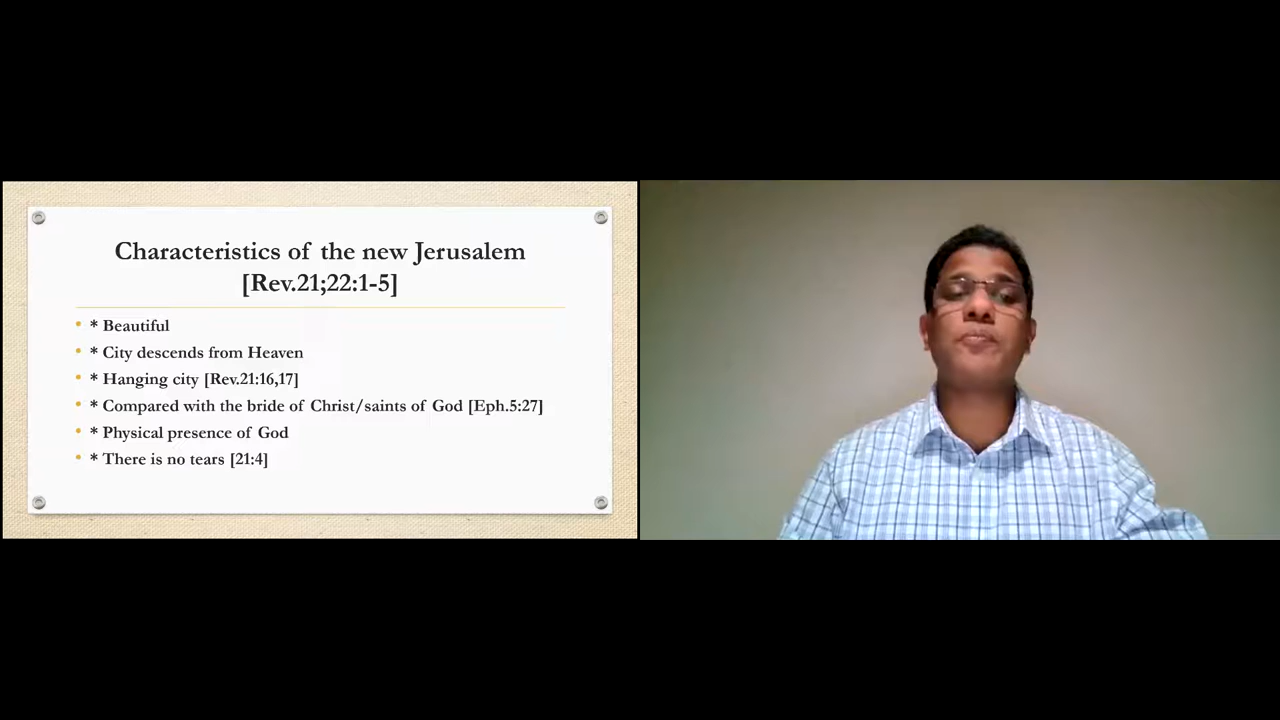 Characteristics of the new Jerusalem
[Rev.21;22:1-5]
* Beautiful
* City descends from Heaven
* Hanging city [Rev.21:16,17]
* Compared with the bride of Christ/saints of God [Eph.5:27]
* Physical presence of God
* There is no tears [21:4]